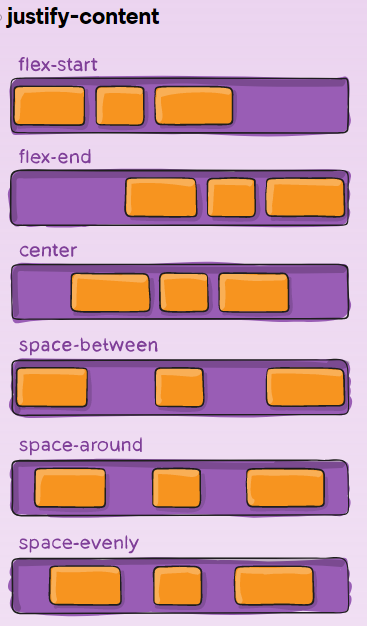 justify-content
flex-start
flex-end
center
space-between
space-around
space-evenly